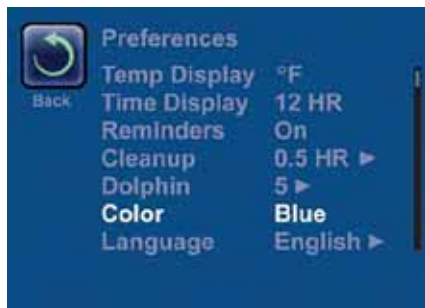 Preferences
Temp Display °F
Back
Time Display 12 HR
Reminders On
Cleanup 0.5 HR ►
Dolphin 5 ►
Color Blue
Language English ►